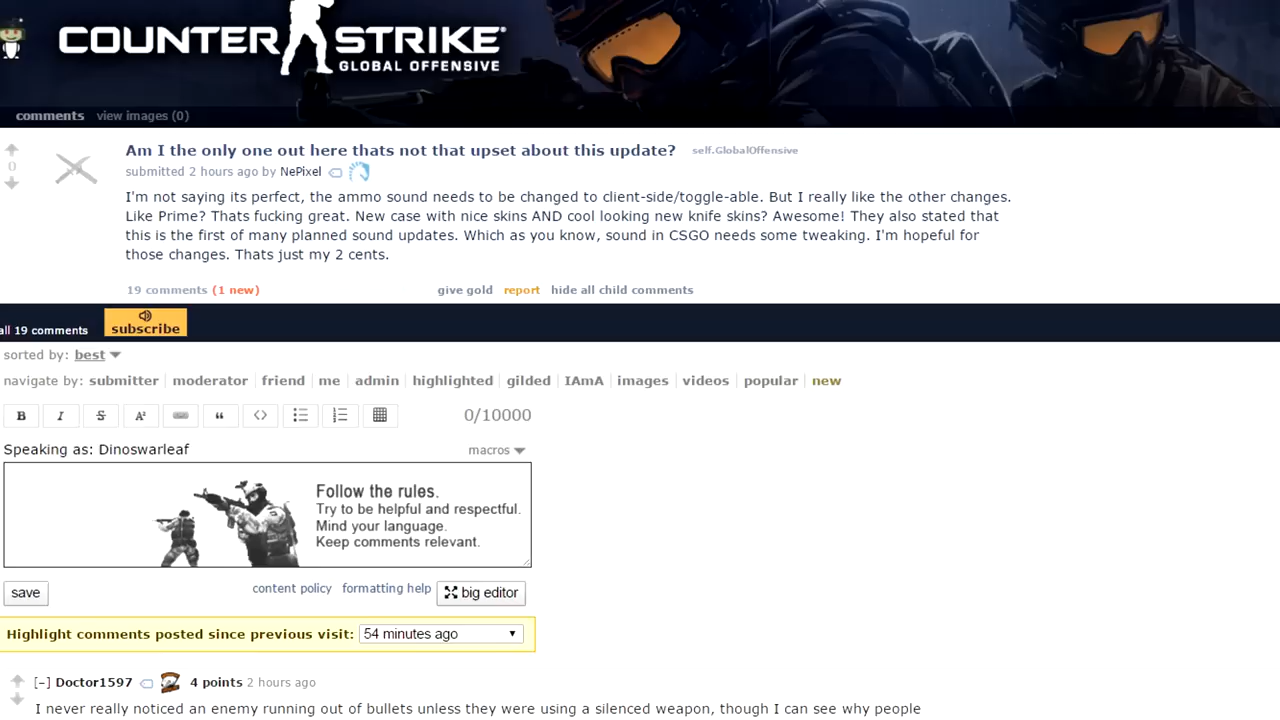 COUNTER STRIKE
GLOBAL OFFENSIVE
comments view images (0)
Am I the only one out here thats not that upset about this update? self.GlobalOffensive
0
submitted 2 hours ago by NePixel
I'm not saying its perfect, the ammo sound needs to be changed to client-side/toggle-able. But I really like the other changes.
Like Prime? Thats fucking great. New case with nice skins AND cool looking new knife skins? Awesome! They also stated that
this is the first of many planned sound updates. Which as you know, sound in CSGO needs some tweaking. I'm hopeful for
those changes. Thats just my 2 cents.
19 comments (1 new) give gold report hide all child comments
all 19 comments subscribe
sorted by: best
navigate by: submitter moderator friend me admin highlighted gilded IAmA images videos popular new
B I S A² “ <> 0/10000
Speaking as: Dinoswarleaf macros
Follow the rules.
Try to be helpful and respectful.
Mind your language.
Keep comments relevant.
save content policy formatting help big editor
Highlight comments posted since previous visit: 54 minutes ago
[–] Doctor1597 4 points 2 hours ago
I never really noticed an enemy running out of bullets unless they were using a silenced weapon, though I can see why people